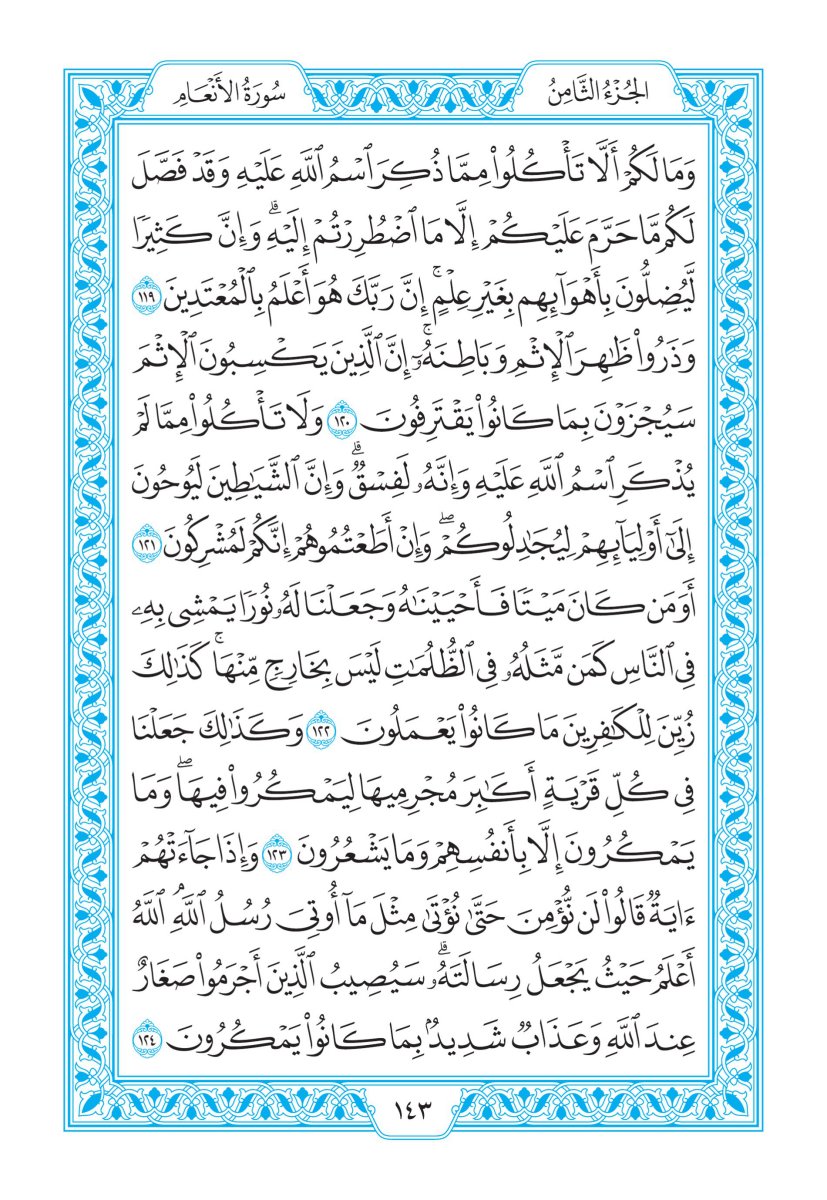 الجُزْءُ الثَّامِنُ
سُورَةُ الأَنْعَامِ
وَمَا لَكُمْ أَلَّا تَأْكُلُوا۟ مِمَّا ذُكِرَ ٱسْمُ ٱللَّهِ عَلَيْهِ وَقَدْ فَصَّلَ
لَكُم مَّا حَرَّمَ عَلَيْكُمْ إِلَّا مَا ٱضْطُرِرْتُمْ إِلَيْهِ ۗ وَإِنَّ كَثِيرًا
لَّيُضِلُّونَ بِأَهْوَآئِهِم بِغَيْرِ عِلْمٍ ۚ إِنَّ رَبَّكَ هُوَ أَعْلَمُ بِٱلْمُعْتَدِينَ ١١٩
وَذَرُوا۟ ظَٰهِرَ ٱلْإِثْمِ وَبَاطِنَهُۥٓ ۚ إِنَّ ٱلَّذِينَ يَكْسِبُونَ ٱلْإِثْمَ
سَيُجْزَوْنَ بِمَا كَانُوا۟ يَقْتَرِفُونَ ١٢٠ وَلَا تَأْكُلُوا۟ مِمَّا لَمْ
يُذْكَرِ ٱسْمُ ٱللَّهِ عَلَيْهِ وَإِنَّهُۥ لَفِسْقٌ ۗ وَإِنَّ ٱلشَّيَٰطِينَ لَيُوحُونَ
إِلَىٰٓ أَوْلِيَآئِهِمْ لِيُجَٰدِلُوكُمْ ۖ وَإِنْ أَطَعْتُمُوهُمْ إِنَّكُمْ لَمُشْرِكُونَ ١٢١
أَوَمَن كَانَ مَيْتًا فَأَحْيَيْنَٰهُ وَجَعَلْنَا لَهُۥ نُورًا يَمْشِى بِهِۦ
فِى ٱلنَّاسِ كَمَن مَّثَلُهُۥ فِى ٱلظُّلُمَٰتِ لَيْسَ بِخَارِجٍ مِّنْهَا ۚ كَذَٰلِكَ
زُيِّنَ لِلْكَٰفِرِينَ مَا كَانُوا۟ يَعْمَلُونَ ١٢٢ وَكَذَٰلِكَ جَعَلْنَا
فِى كُلِّ قَرْيَةٍ أَكَٰبِرَ مُجْرِمِيهَا لِيَمْكُرُوا۟ فِيهَا ۖ وَمَا
يَمْكُرُونَ إِلَّا بِأَنفُسِهِمْ وَمَا يَشْعُرُونَ ١٢٣ وَإِذَا جَآءَتْهُمْ
ءَايَةٌ قَالُوا۟ لَن نُّؤْمِنَ حَتَّىٰ نُؤْتَىٰ مِثْلَ مَآ أُوتِىَ رُسُلُ ٱللَّهِ ۘ ٱللَّهُ
أَعْلَمُ حَيْثُ يَجْعَلُ رِسَالَتَهُۥ ۗ سَيُصِيبُ ٱلَّذِينَ أَجْرَمُوا۟ صَغَارٌ
عِندَ ٱللَّهِ وَعَذَابٌ شَدِيدٌۢ بِمَا كَانُوا۟ يَمْكُرُونَ ١٢٤
١٤٣